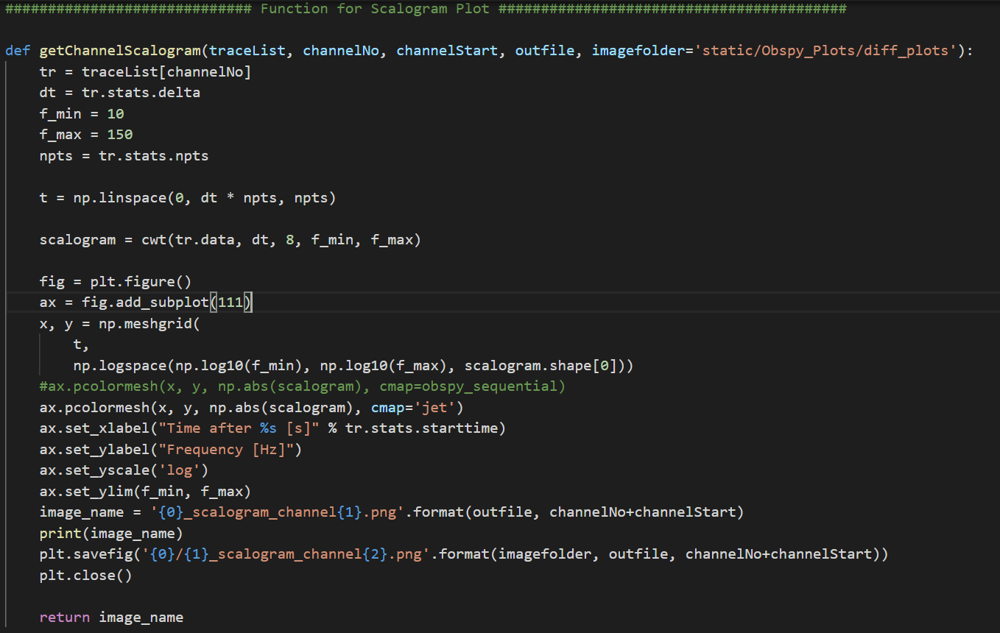 ############################# Function for Scalogram Plot #########################################
def getChannelScalogram(traceList, channelNo, channelStart, outfile, imagefolder='static/Obspy_Plots/diff_plots'):
    tr = traceList[channelNo]
    dt = tr.stats.delta
    f_min = 10
    f_max = 150
    npts = tr.stats.npts
    t = np.linspace(0, dt * npts, npts)
    scalogram = cwt(tr.data, dt, 8, f_min, f_max)
    fig = plt.figure()
    ax = fig.add_subplot(111)
    x, y = np.meshgrid(
        t,
        np.logspace(np.log10(f_min), np.log10(f_max), scalogram.shape[0]))
    #ax.pcolormesh(x, y, np.abs(scalogram), cmap=obspy_sequential)
    ax.pcolormesh(x, y, np.abs(scalogram), cmap='jet')
    ax.set_xlabel("Time after %s [s]" % tr.stats.starttime)
    ax.set_ylabel("Frequency [Hz]")
    ax.set_yscale('log')
    ax.set_ylim(f_min, f_max)
    image_name = '{0}_scalogram_channel{1}.png'.format(outfile, channelNo+channelStart)
    print(image_name)
    plt.savefig('{0}/{1}_scalogram_channel{2}.png'.format(imagefolder, outfile, channelNo+channelStart))
    plt.close()
    return image_name